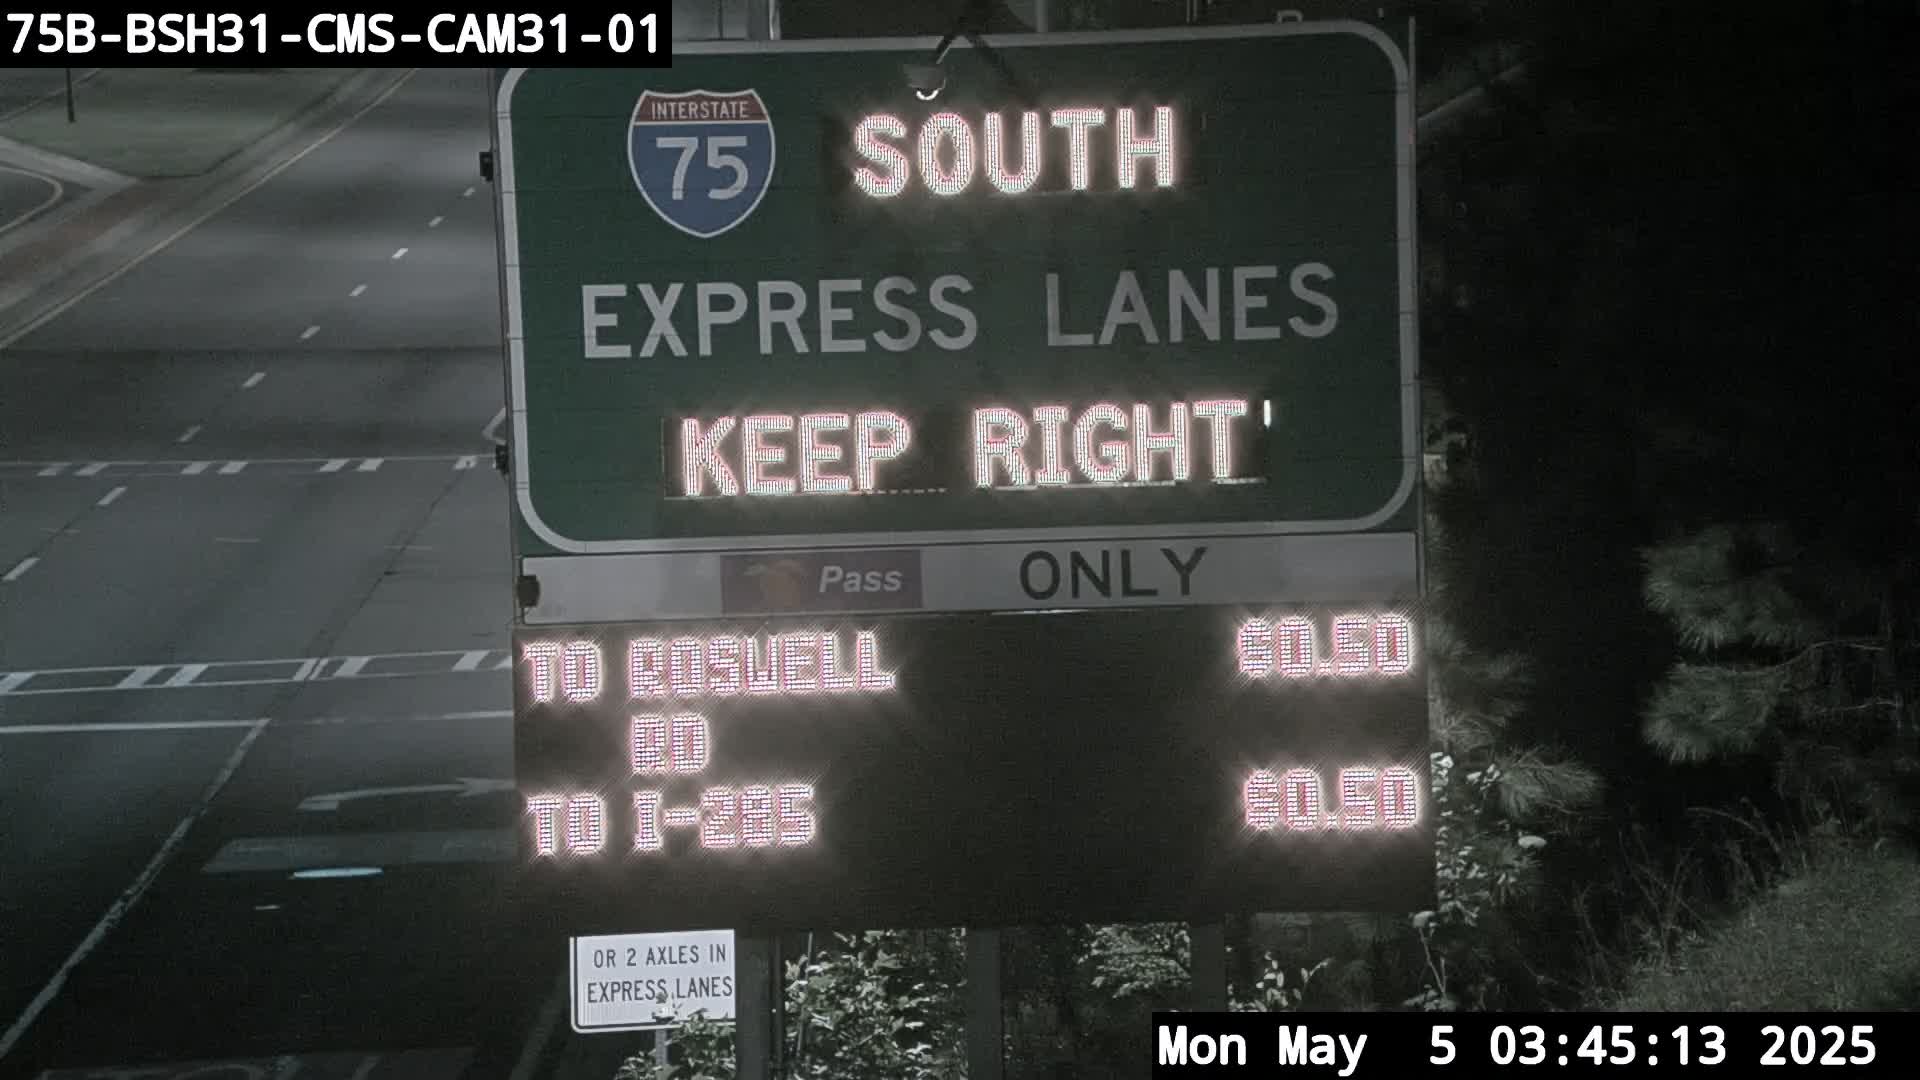 75B-BSH31-CMS-CAM31-01
INTERSTATE
75
SOUTH
EXPRESS LANES
KEEP RIGHT
Pass ONLY
TO ROSWELL $0.50
RD
TO I-285 $0.50
OR 2 AXLES IN
EXPRESS LANES
Mon May 5 03:45:13 2025